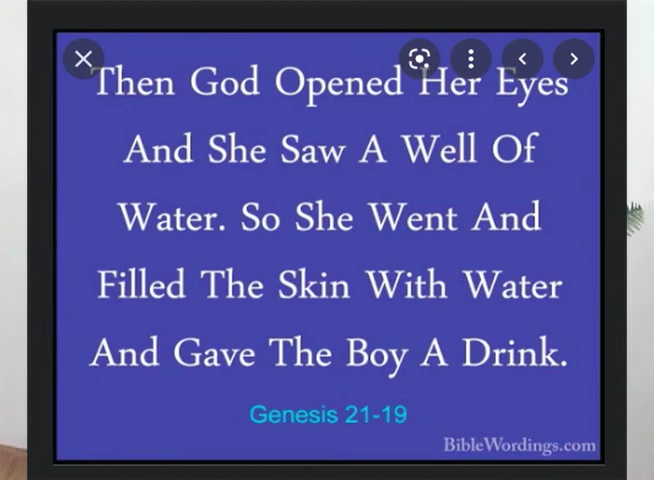 Then God Opened Her Eyes
And She Saw A Well Of
Water. So She Went And
Filled The Skin With Water
And Gave The Boy A Drink.
Genesis 21-19
BibleWordings.com